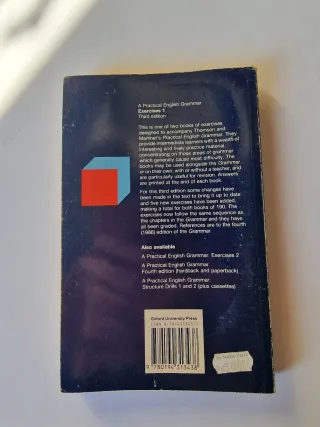 A Practical English Grammar
Exercises 1
Third edition
This is one of two books of exercises
designed to accompany Thomson and
Martinet's Practical English Grammar. They
provide intermediate learners with a wealth of
interesting and lively practice material
concentrating on those areas of grammar
which generally cause most difficulty. The
books may be used alongside the Grammar
or on their own, with or without a teacher, and
are particularly useful for revision. Answers
are printed at the end of each book.
For this third edition some changes have
been made in the text to bring it up to date
and five new exercises have been added,
making a total for both books of 190. The
exercises now follow the same sequence as
the chapters in the Grammar and they have
all been graded. References are to the fourth
(1986) edition of the Grammar.
Also available
A Practical English Grammar: Exercises 2
A Practical English Grammar
Fourth edition (hardback and paperback)
A Practical English Grammar
Structure Drills 1 and 2 (plus cassettes)
Oxford University Press
9 780194 313438